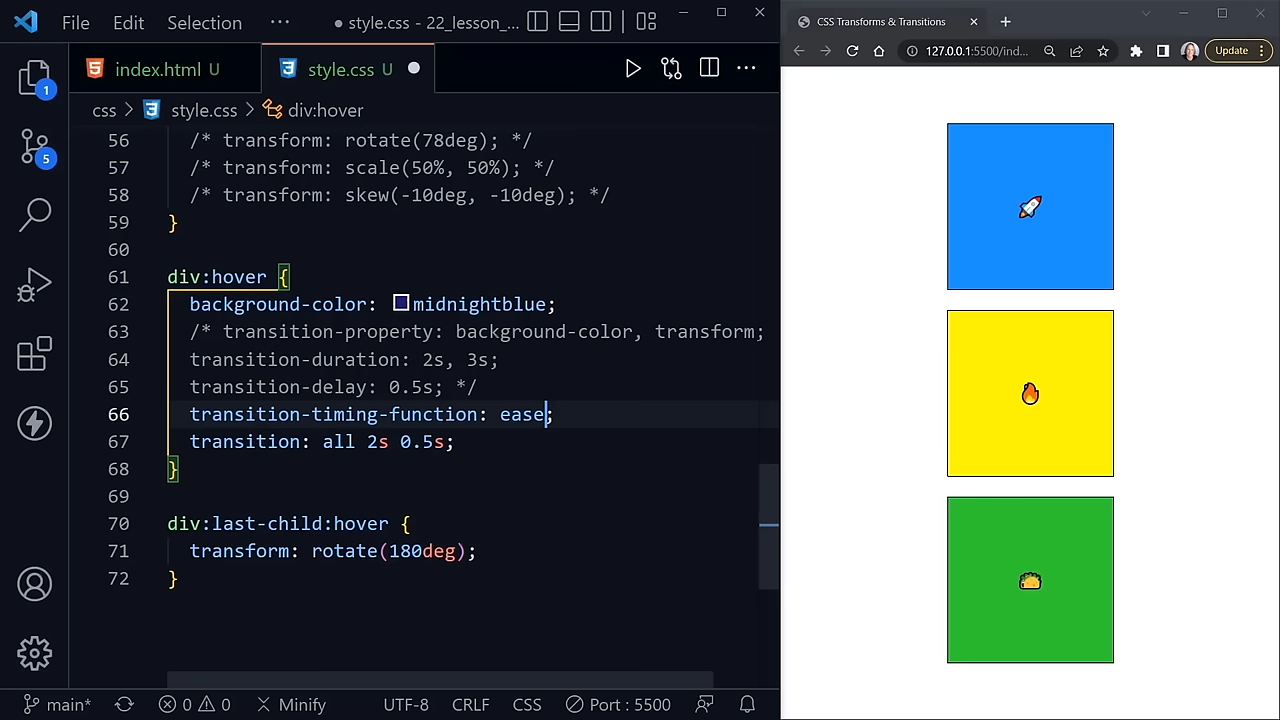 File Edit Selection ··· ● style.css - 22_lesson_...
index.html U
style.css U
css > style.css > div:hover
56 /* transform: rotate(78deg); */
57 /* transform: scale(50%, 50%); */
58 /* transform: skew(-10deg, -10deg); */
59 }
60
61 div:hover {
62 background-color: midnightblue;
63 /* transition-property: background-color, transform;
64 transition-duration: 2s, 3s;
65 transition-delay: 0.5s; */
66 transition-timing-function: ease;
67 transition: all 2s 0.5s;
68 }
69
70 div:last-child:hover {
71 transform: rotate(180deg);
72 }
1
5
main* 0 0 Minify UTF-8 CRLF CSS Port : 5500
CSS Transforms & Transitions
127.0.0.1:5500/ind... Update